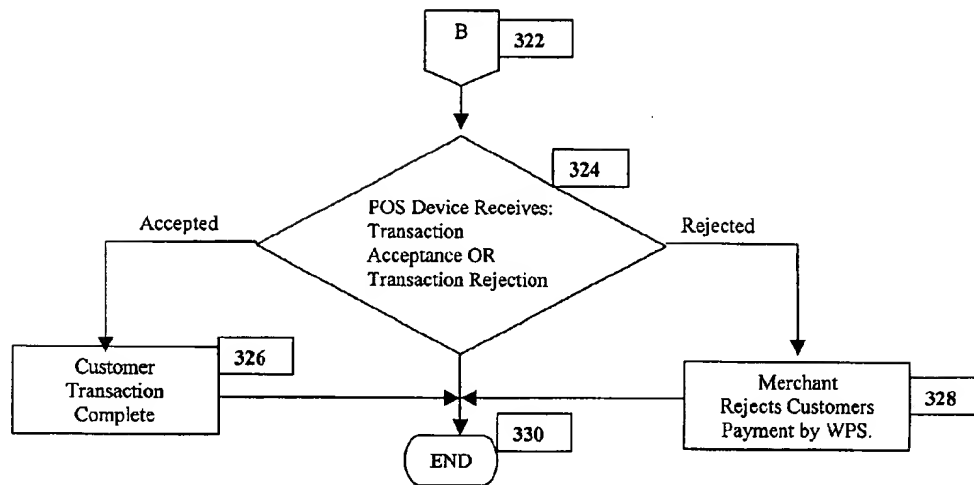 B
322
324
POS Device Receives:
Transaction
Acceptance OR
Transaction Rejection
Accepted
Rejected
Customer
Transaction
Complete
326
Merchant
Rejects Customers
Payment by WPS.
328
330
END